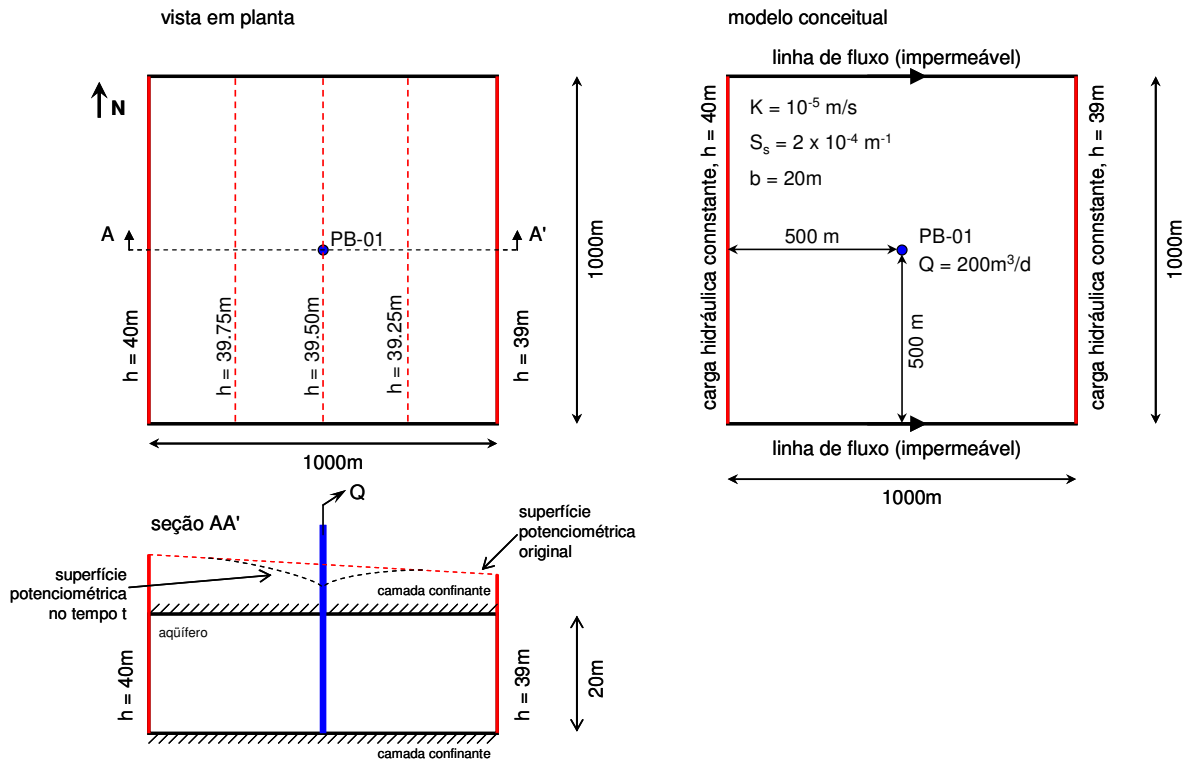 vista em planta
N
A
A'
PB-01
h = 40m
h = 39.75m
h = 39.50m
h = 39.25m
h = 39m
1000m
1000m
modelo conceitual
linha de fluxo (impermeável)
carga hidráulica connstante, h = 40m
K = 10⁻⁵ m/s
Sₛ = 2 x 10⁻⁴ m⁻¹
b = 20m
500 m
PB-01
Q = 200m³/d
500 m
carga hidráulica connstante, h = 39m
1000m
linha de fluxo (impermeável)
1000m
seção AA'
Q
superfície
potenciométrica
original
superfície
potenciométrica
no tempo t
camada confinante
aqüífero
h = 40m
h = 39m
20m
camada confinante